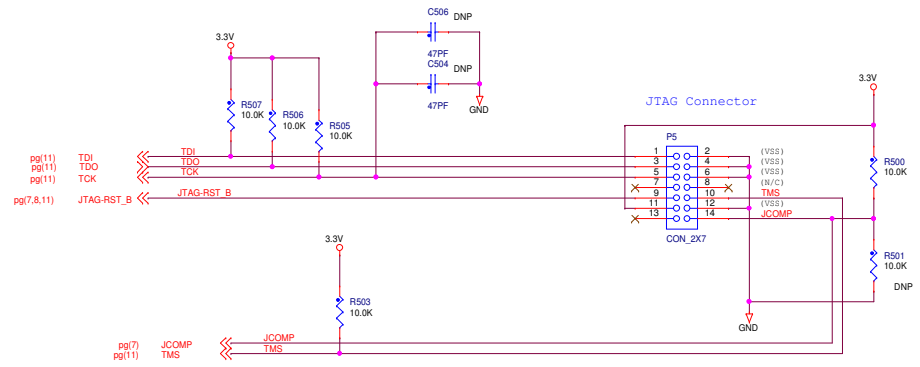 C506 DNP
47PF
C504 DNP
47PF
GND
3.3V
R507
10.0K
R506
10.0K
R505
10.0K
JTAG Connector
3.3V
P5
pg(11) TDI TDI 1 2 (VSS)
pg(11) TDO TDO 3 4 (VSS)
pg(11) TCK TCK 5 6 (VSS)
7 8 (N/C)
pg(7,8,11) JTAG-RST_B JTAG-RST_B 9 10 TMS
11 12 (VSS)
13 14 JCOMP
CON_2X7
R500
10.0K
R501
10.0K
DNP
GND
3.3V
R503
10.0K
pg(7) JCOMP JCOMP
pg(11) TMS TMS